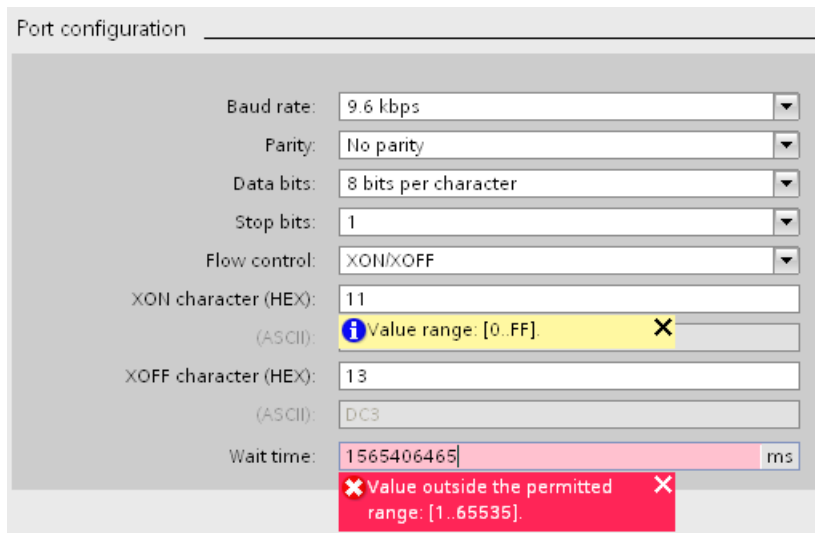 Port configuration
Baud rate: 9.6 kbps
Parity: No parity
Data bits: 8 bits per character
Stop bits: 1
Flow control: XON/XOFF
XON character (HEX): 11
Value range: [0..FF].
(ASCII):
XOFF character (HEX): 13
(ASCII): DC3
Wait time: 1565406465 ms
Value outside the permitted
range: [1..65535].